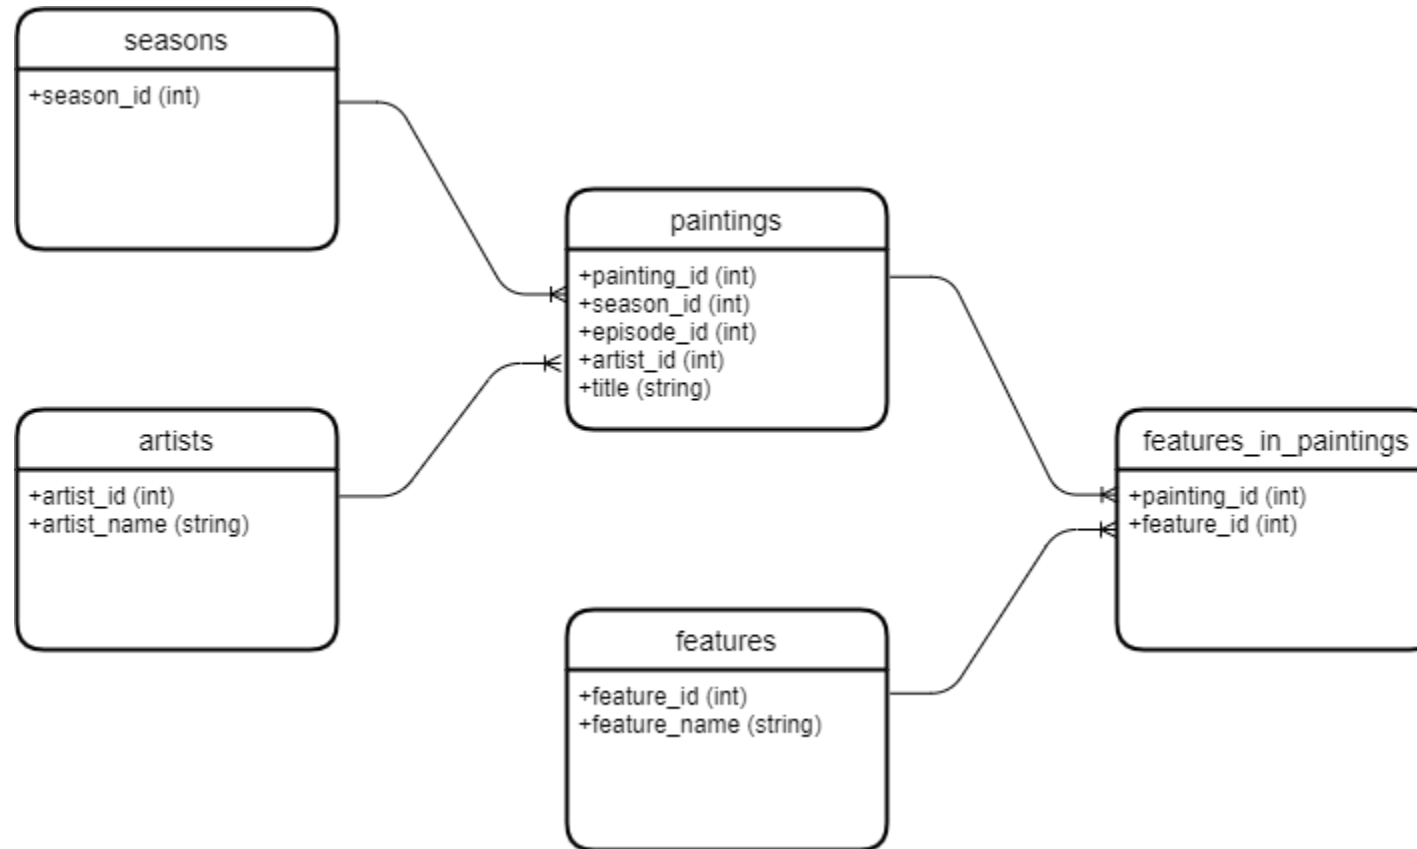 seasons
+season_id (int)
paintings
+painting_id (int)
+season_id (int)
+episode_id (int)
+artist_id (int)
+title (string)
artists
+artist_id (int)
+artist_name (string)
features_in_paintings
+painting_id (int)
+feature_id (int)
features
+feature_id (int)
+feature_name (string)